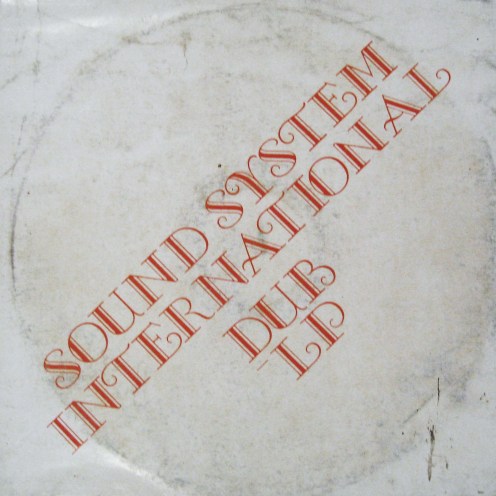 SOUND SYSTEM
INTERNATIONAL
DUB
LP